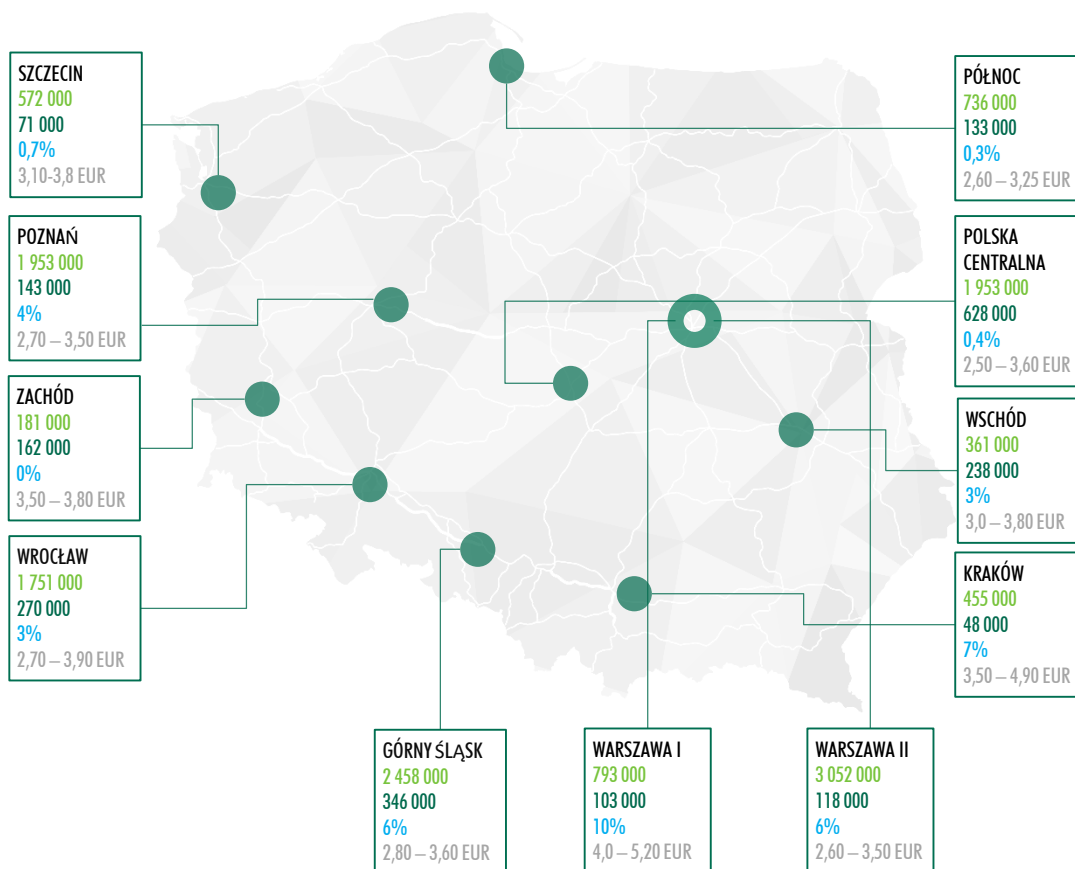 SZCZECIN
572 000
71 000
0,7%
3,10-3,8 EUR
POZNAŃ
1 953 000
143 000
4%
2,70 – 3,50 EUR
ZACHÓD
181 000
162 000
0%
3,50 – 3,80 EUR
WROCŁAW
1 751 000
270 000
3%
2,70 – 3,90 EUR
GÓRNY ŚLĄSK
2 458 000
346 000
6%
2,80 – 3,60 EUR
WARSZAWA I
793 000
103 000
10%
4,0 – 5,20 EUR
WARSZAWA II
3 052 000
118 000
6%
2,60 – 3,50 EUR
PÓŁNOC
736 000
133 000
0,3%
2,60 – 3,25 EUR
POLSKA
CENTRALNA
1 953 000
628 000
0,4%
2,50 – 3,60 EUR
WSCHÓD
361 000
238 000
3%
3,0 – 3,80 EUR
KRAKÓW
455 000
48 000
7%
3,50 – 4,90 EUR